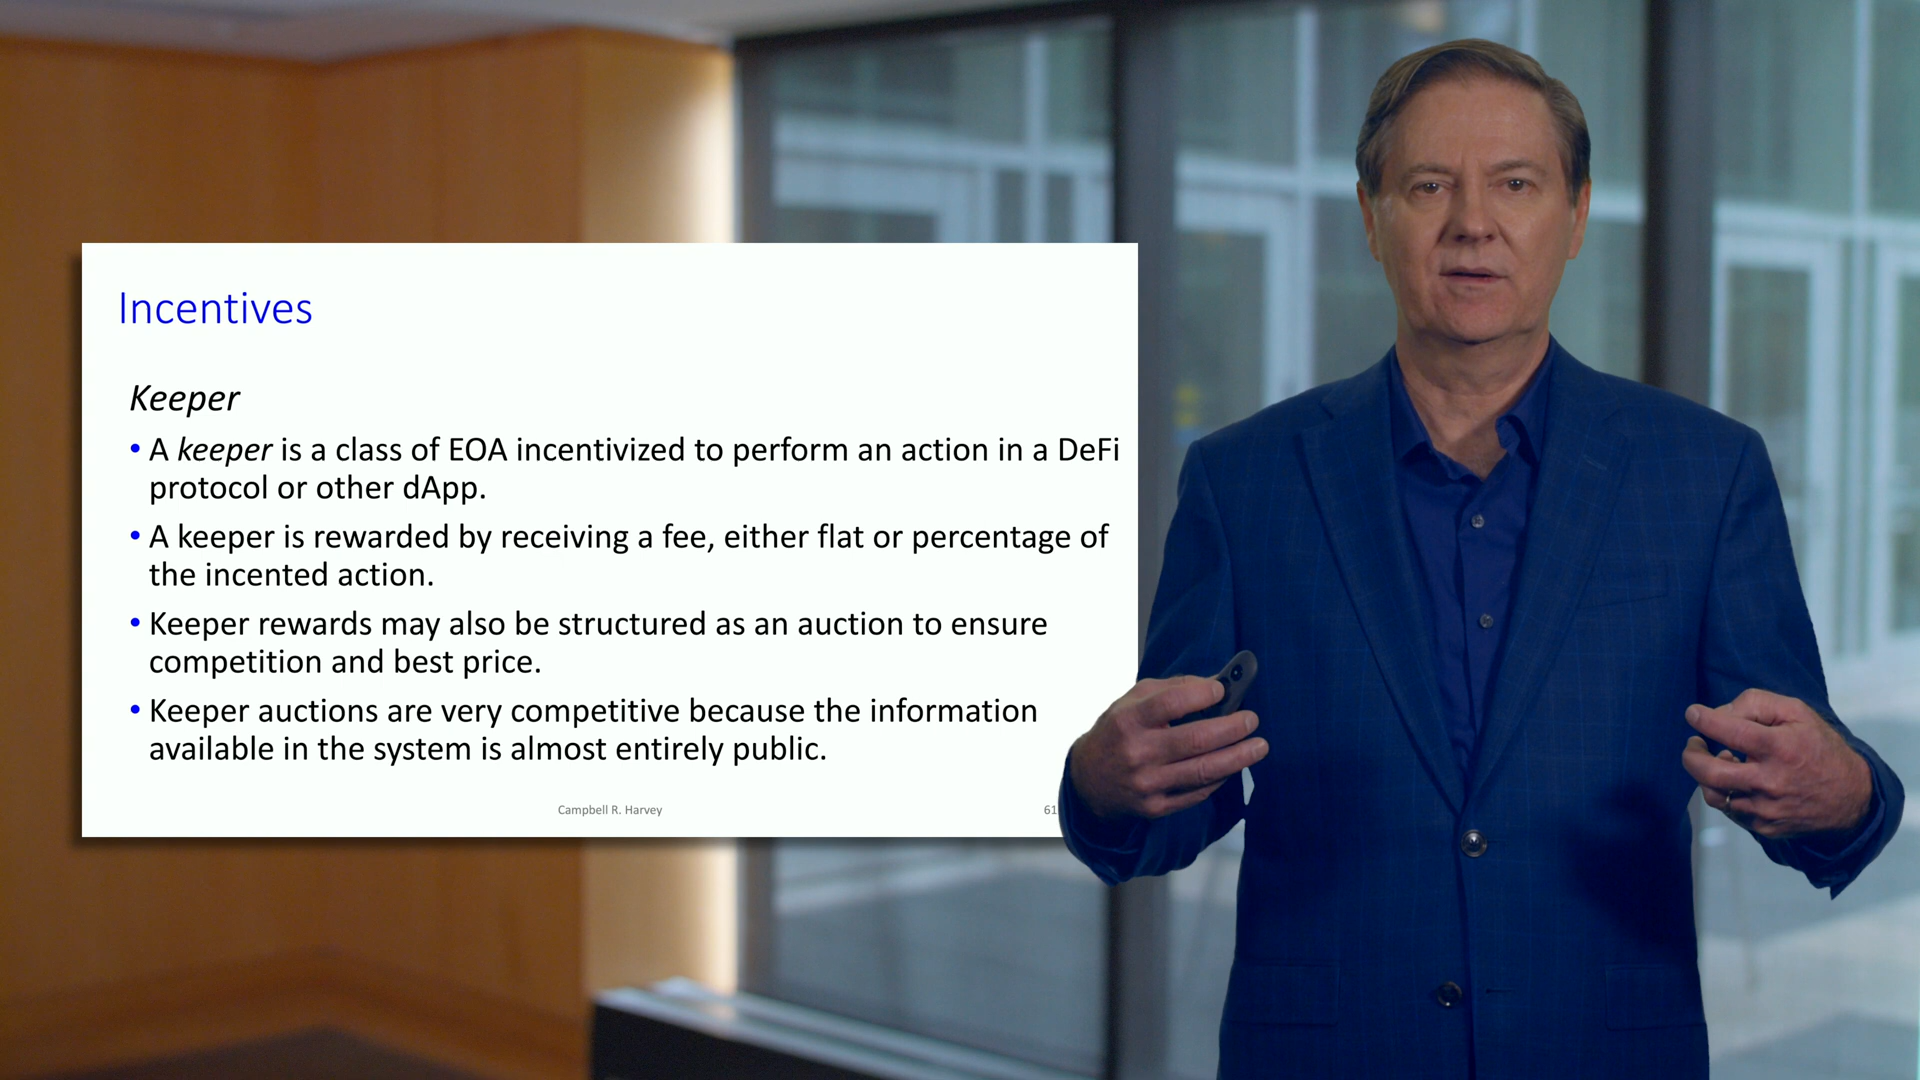 Incentives
Keeper
• A keeper is a class of EOA incentivized to perform an action in a DeFi
protocol or other dApp.
• A keeper is rewarded by receiving a fee, either flat or percentage of
the incented action.
• Keeper rewards may also be structured as an auction to ensure
competition and best price.
• Keeper auctions are very competitive because the information
available in the system is almost entirely public.
Campbell R. Harvey
61